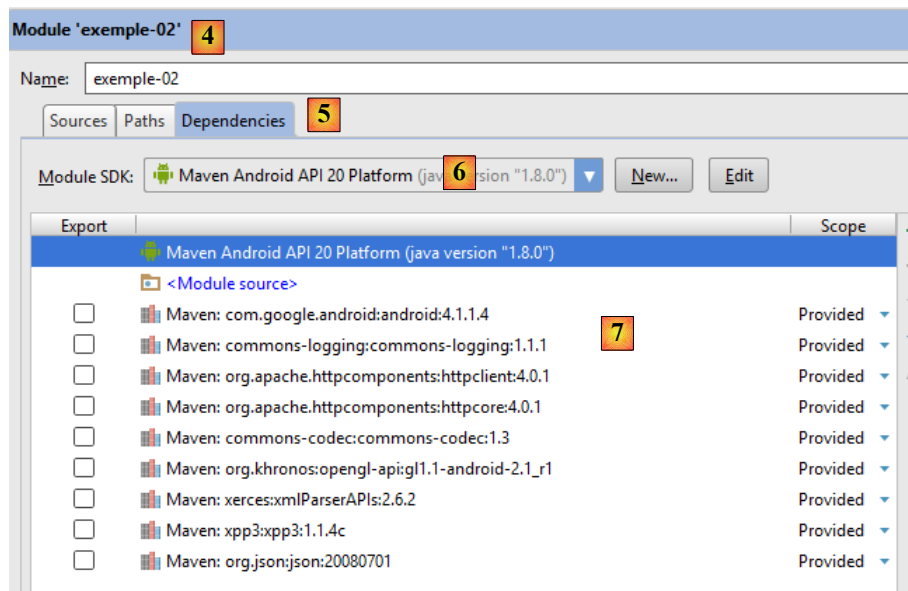 Module 'exemple-02' 4
Name: exemple-02
Sources Paths Dependencies 5
Module SDK: Maven Android API 20 Platform (jav 6 sion "1.8.0") New... Edit
Export Scope
Maven Android API 20 Platform (java version "1.8.0")
<Module source>
Maven: com.google.android:android:4.1.1.4 Provided
7
Maven: commons-logging:commons-logging:1.1.1 Provided
Maven: org.apache.httpcomponents:httpclient:4.0.1 Provided
Maven: org.apache.httpcomponents:httpcore:4.0.1 Provided
Maven: commons-codec:commons-codec:1.3 Provided
Maven: org.khronos:opengl-api:gl1.1-android-2.1_r1 Provided
Maven: xerces:xmlParserAPIs:2.6.2 Provided
Maven: xpp3:xpp3:1.1.4c Provided
Maven: org.json:json:20080701 Provided